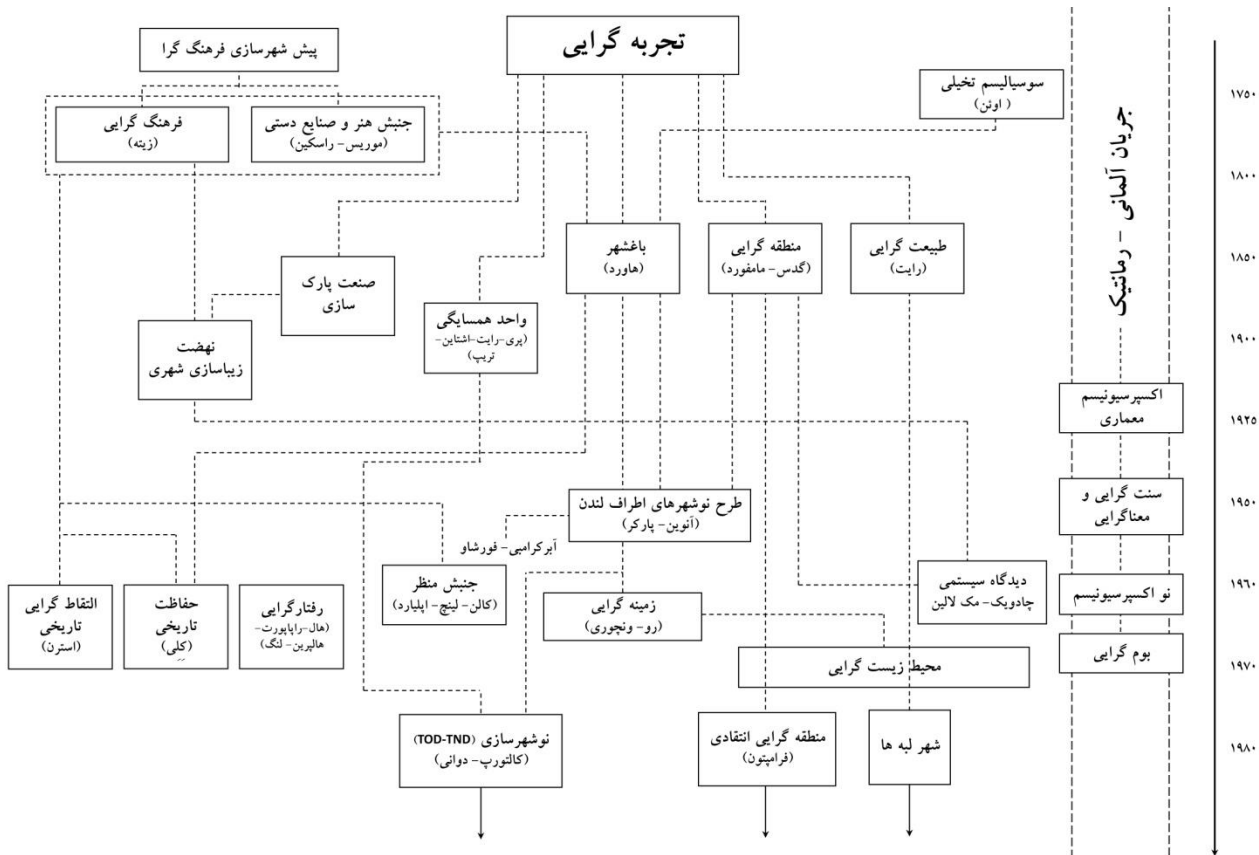 تجربه گرایی
پیش شهرسازی فرهنگ گرا
سوسیالیسم تخیلی
(اوئن)
۱۷۵۰
جنبش هنر و صنایع دستی
(موریس- راسکین)
فرهنگ گرایی
(زیته)
جریان آلمانی - رمانتیک
۱۸۰۰
طبیعت گرایی
(رایت)
منطقه گرایی
(گدس- مامفورد)
باغشهر
(هاورد)
۱۸۵۰
صنعت پارک
سازی
واحد همسایگی
(پری-رایت-اشتاین-
تریپ)
نهضت
زیباسازی شهری
۱۹۰۰
اکسپرسیونیسم
معماری
۱۹۲۵
سنت گرایی و
معناگرایی
۱۹۵۰
طرح نوشهرهای اطراف لندن
(آنوین- پارکر)
آبرکرامبی- فورشاو
دیدگاه سیستمی
چادویک- مک لالین
نو اکسپرسیونیسم
۱۹۶۰
زمینه گرایی
(رو- ونچوری)
جنبش منظر
(کالن- لینچ- اپلیارد)
رفتارگرایی
(هال-راپاپورت-
هالپرین- لنگ)
حفاظت
تاریخی
(کلی)
التقاط گرایی
تاریخی
(استرن)
بوم گرایی
محیط زیست گرایی
۱۹۷۰
شهر لبه ها
منطقه گرایی انتقادی
(فرامپتون)
نوشهرسازی (TOD-TND)
(کالتورپ- دوانی)
۱۹۸۰